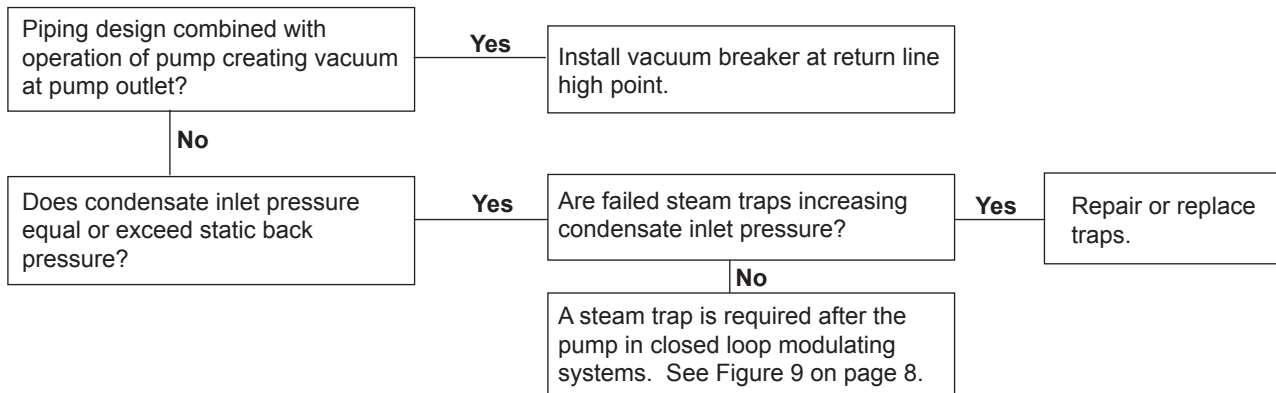 Piping design combined with
operation of pump creating vacuum
at pump outlet?
Yes
Install vacuum breaker at return line
high point.
No
Does condensate inlet pressure
equal or exceed static back
pressure?
Yes
Are failed steam traps increasing
condensate inlet pressure?
Yes
Repair or replace
traps.
No
A steam trap is required after the
pump in closed loop modulating
systems.  See Figure 9 on page 8.